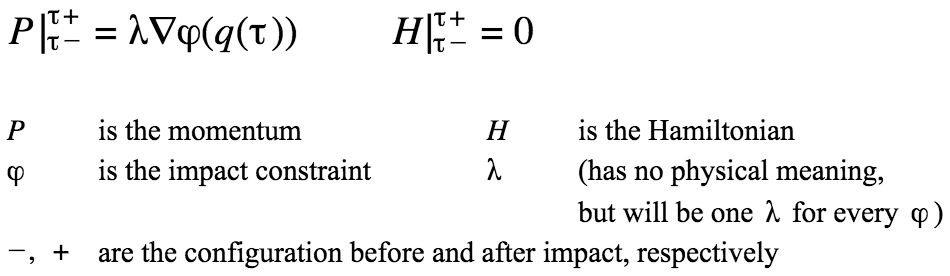 P|τ+τ− = λ∇φ(q(τ)) H|τ+τ− = 0
P is the momentum H is the Hamiltonian
φ is the impact constraint λ (has no physical meaning,
but will be one λ for every φ)
−, + are the configuration before and after impact, respectively